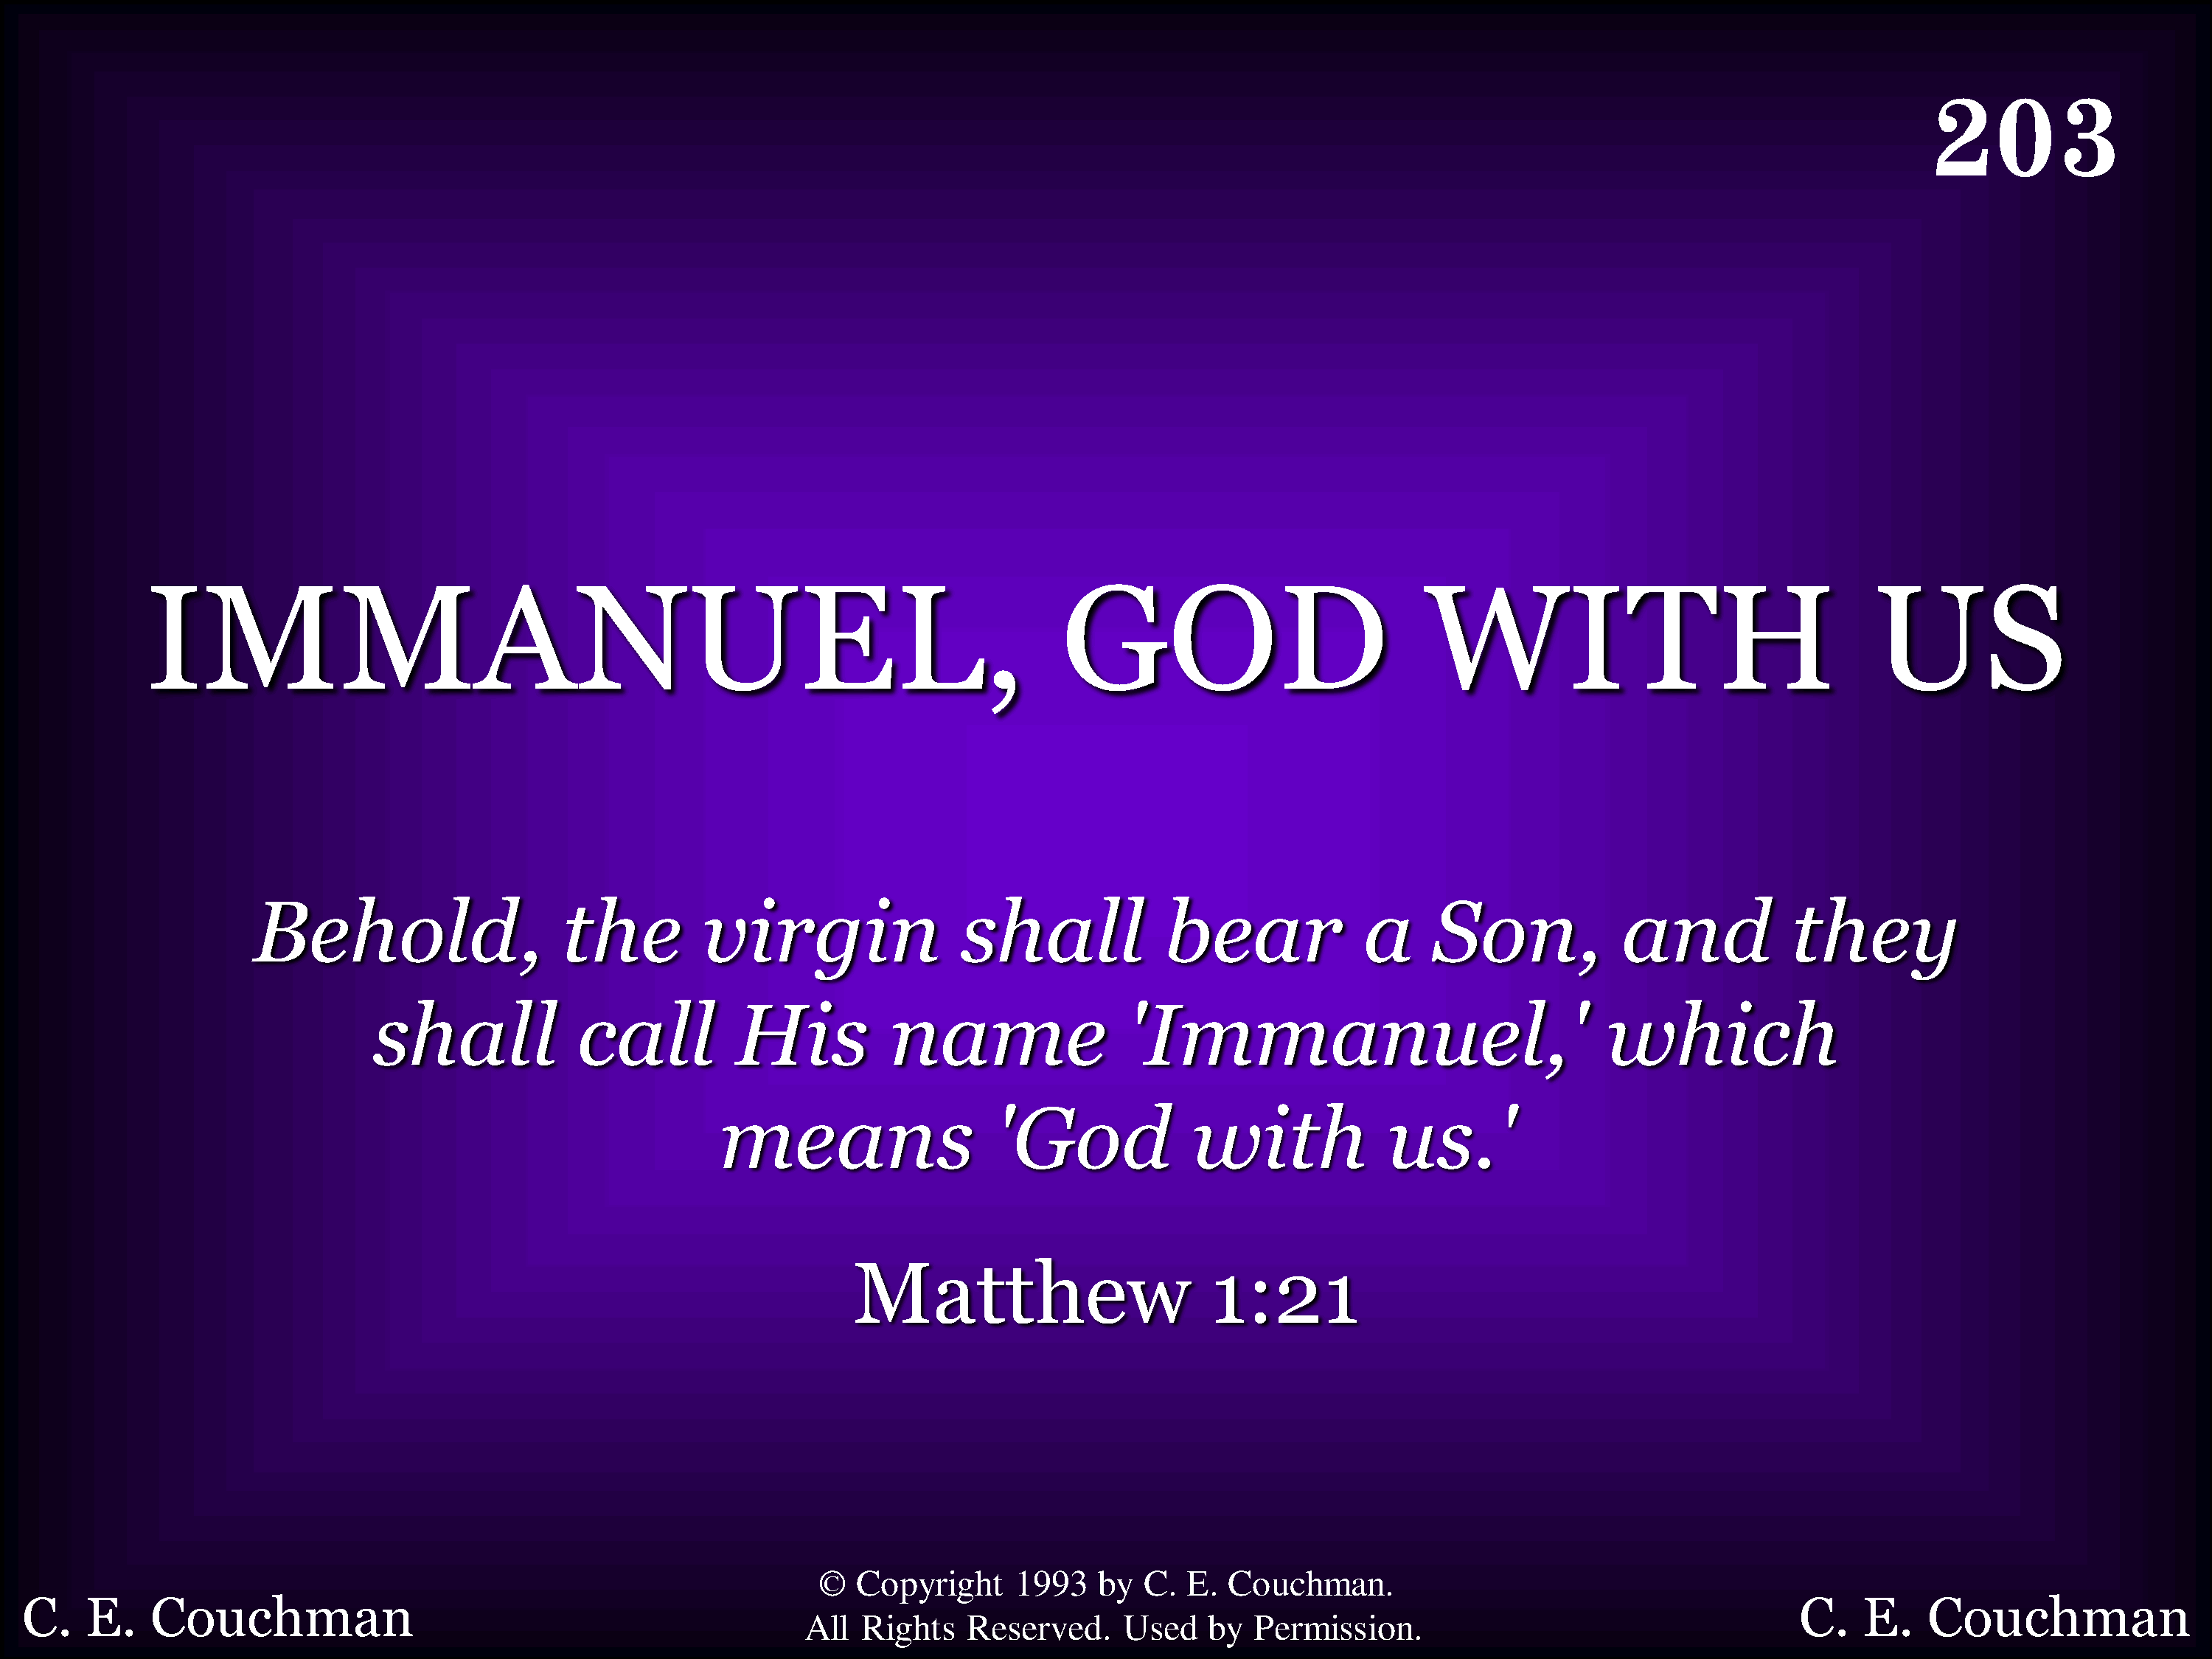 203
IMMANUEL, GOD WITH US
Behold, the virgin shall bear a Son, and they
shall call His name 'Immanuel,' which
means 'God with us.'
Matthew 1:21
C. E. Couchman
© Copyright 1993 by C. E. Couchman.
All Rights Reserved. Used by Permission.
C. E. Couchman